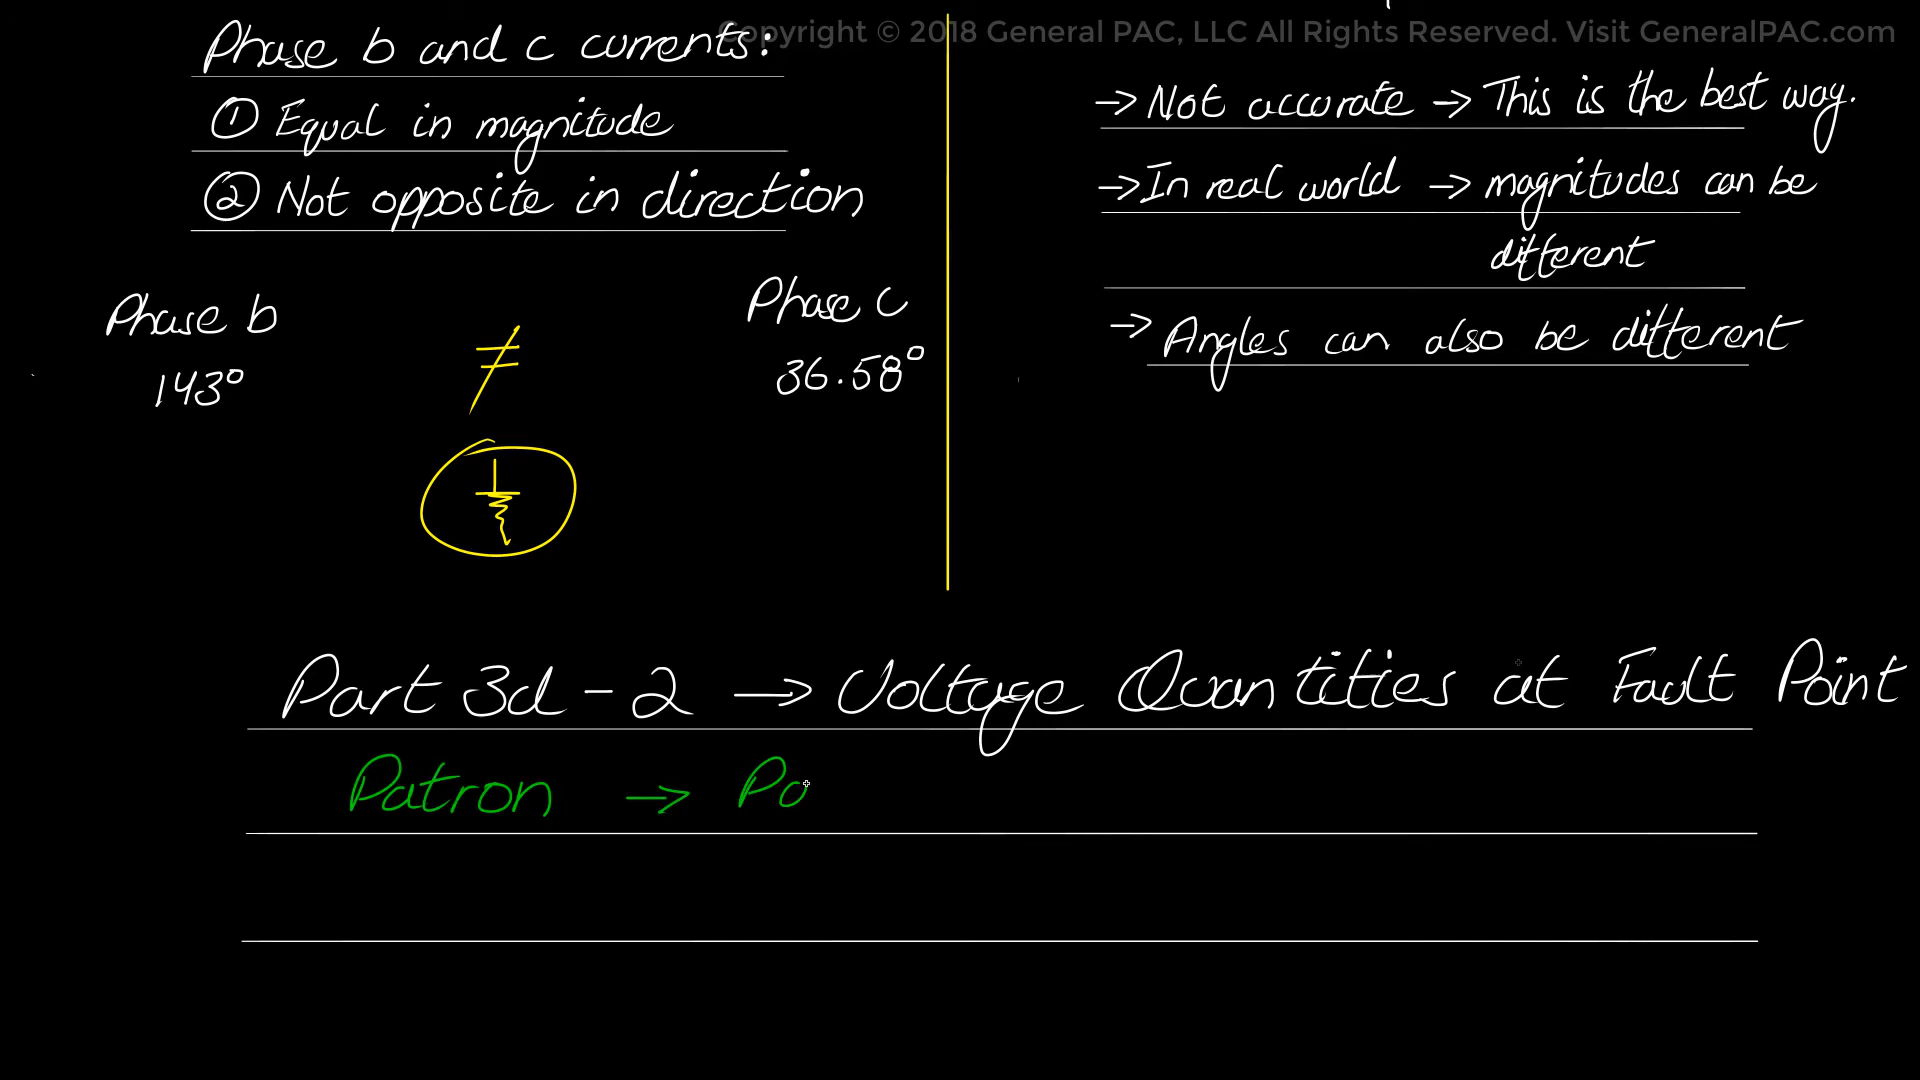 Copyright © 2018 General PAC, LLC All Rights Reserved. Visit GeneralPAC.com
Phase b and c currents:
① Equal in magnitude
② Not opposite in direction
Phase b
143°
≠
Phase c
36.58°
→ Not accurate → This is the best way.
→ In real world → magnitudes can be
different
→ Angles can also be different
Part 3d-2 → Voltage Quantities at Fault Point
Patron → Po